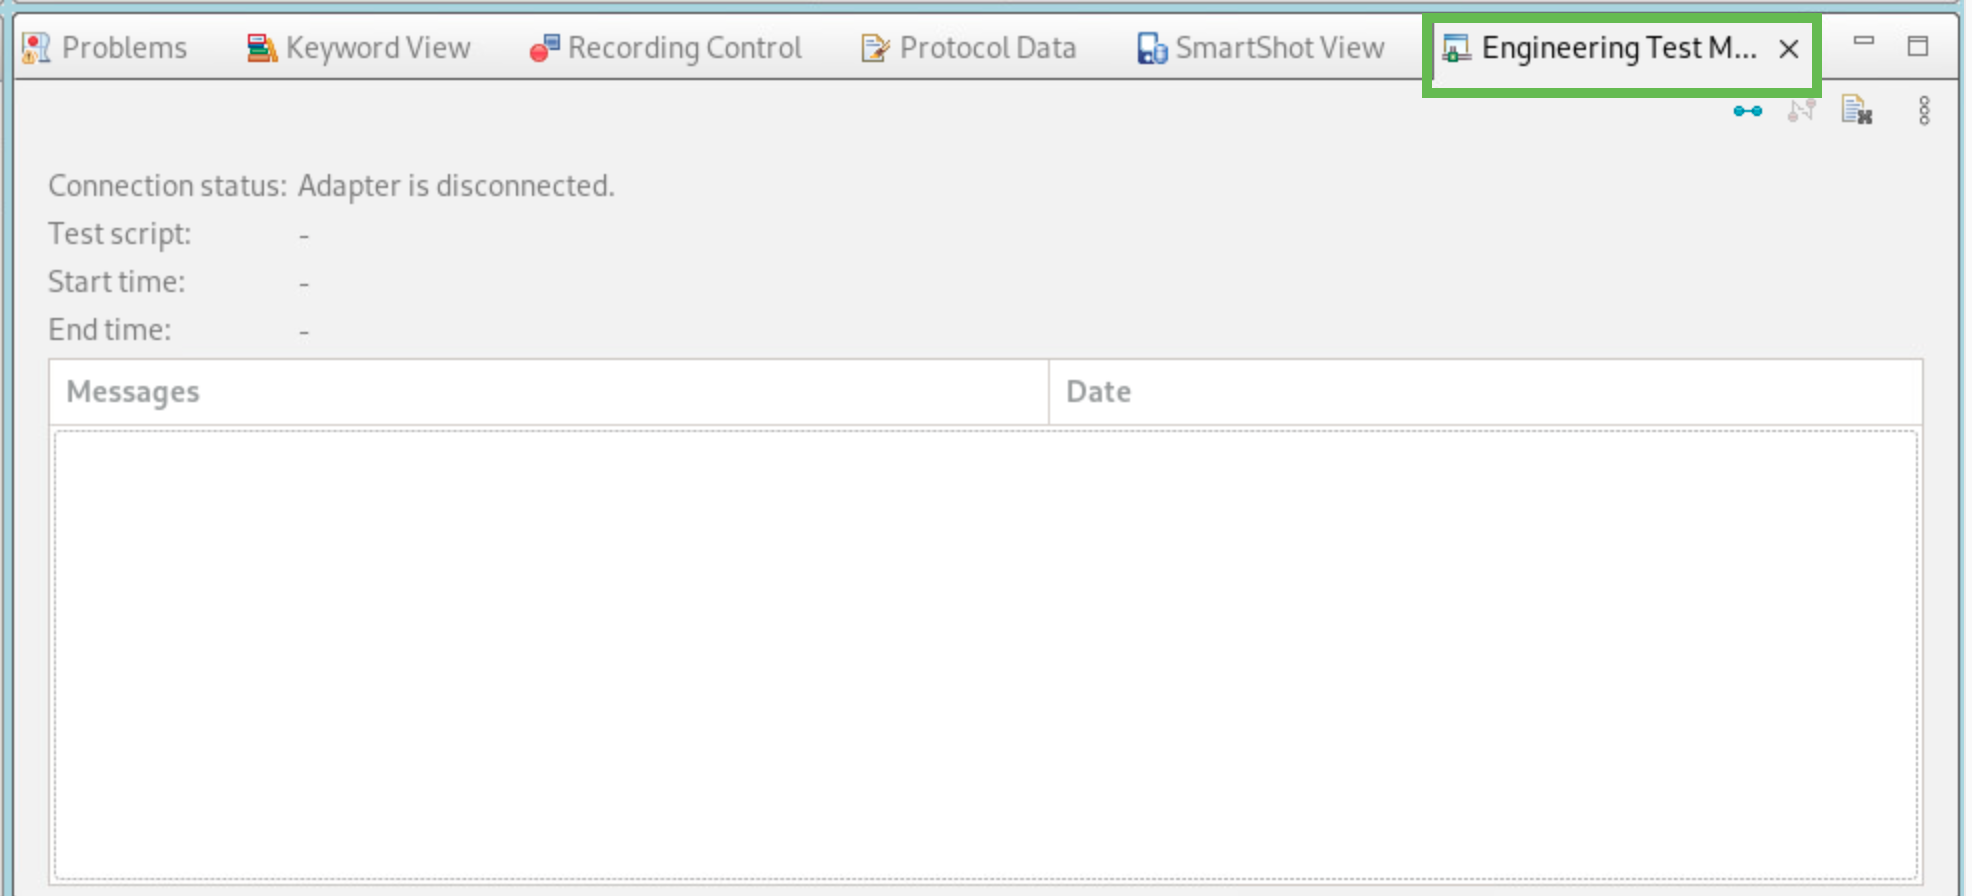 Problems Keyword View Recording Control Protocol Data SmartShot View Engineering Test M...
Connection status: Adapter is disconnected.
Test script: -
Start time: -
End time: -
Messages Date